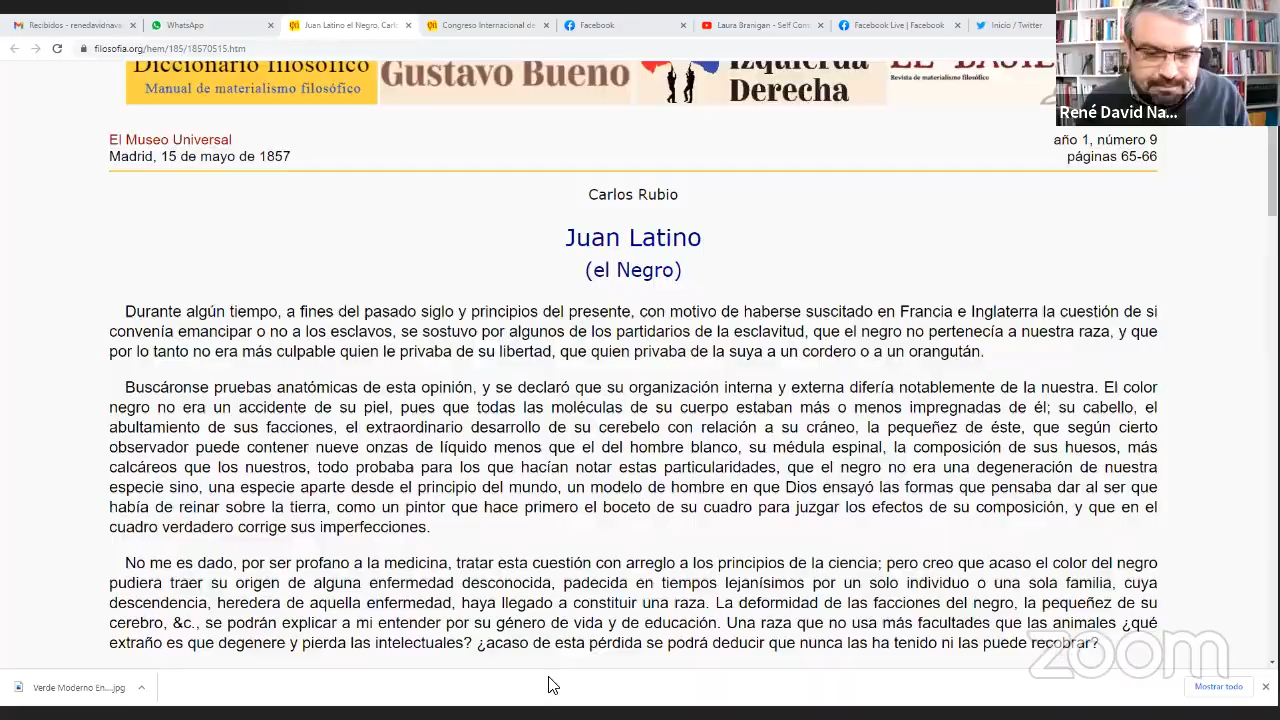 Recibidos - renedavidnava
WhatsApp
Juan Latino el Negro, Carlo
Congreso Internacional de
Facebook
Laura Branigan - Self Con
Facebook Live | Facebook
Inicio / Twitter
filosofia.org/hem/185/18570515.htm
Diccionario filosófico
Manual de materialismo filosófico
Gustavo Bueno
Izquierda
Derecha
Revista de materialismo filosófico
René David Na...
El Museo Universal
año 1, número 9
Madrid, 15 de mayo de 1857
páginas 65-66
Carlos Rubio
Juan Latino
(el Negro)
Durante algún tiempo, a fines del pasado siglo y principios del presente, con motivo de haberse suscitado en Francia e Inglaterra la cuestión de si
convenía emancipar o no a los esclavos, se sostuvo por algunos de los partidarios de la esclavitud, que el negro no pertenecía a nuestra raza, y que
por lo tanto no era más culpable quien le privaba de su libertad, que quien privaba de la suya a un cordero o a un orangután.
Buscáronse pruebas anatómicas de esta opinión, y se declaró que su organización interna y externa difería notablemente de la nuestra. El color
negro no era un accidente de su piel, pues que todas las moléculas de su cuerpo estaban más o menos impregnadas de él; su cabello, el
abultamiento de sus facciones, el extraordinario desarrollo de su cerebelo con relación a su cráneo, la pequeñez de éste, que según cierto
observador puede contener nueve onzas de líquido menos que el del hombre blanco, su médula espinal, la composición de sus huesos, más
calcáreos que los nuestros, todo probaba para los que hacían notar estas particularidades, que el negro no era una degeneración de nuestra
especie sino, una especie aparte desde el principio del mundo, un modelo de hombre en que Dios ensayó las formas que pensaba dar al ser que
había de reinar sobre la tierra, como un pintor que hace primero el boceto de su cuadro para juzgar los efectos de su composición, y que en el
cuadro verdadero corrige sus imperfecciones.
No me es dado, por ser profano a la medicina, tratar esta cuestión con arreglo a los principios de la ciencia; pero creo que acaso el color del negro
pudiera traer su origen de alguna enfermedad desconocida, padecida en tiempos lejanísimos por un solo individuo o una sola familia, cuya
descendencia, heredera de aquella enfermedad, haya llegado a constituir una raza. La deformidad de las facciones del negro, la pequeñez de su
cerebro, &c., se podrán explicar a mi entender por su género de vida y de educación. Una raza que no usa más facultades que las animales ¿qué
extraño es que degenere y pierda las intelectuales? ¿acaso de esta pérdida se podrá deducir que nunca las ha tenido ni las puede recobrar?
zoom
Verde Moderno En....jpg
Mostrar todo